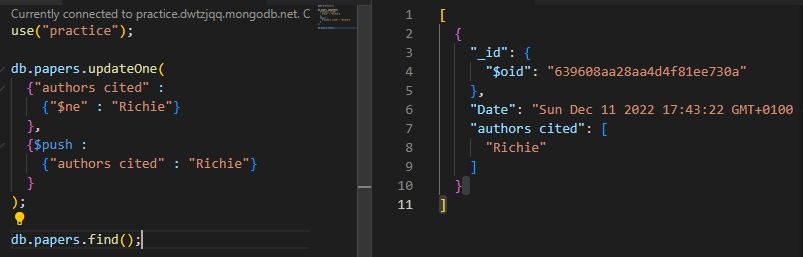 Currently connected to practice.dwtzjqq.mongodb.net. C
use("practice");
db.papers.updateOne(
{"authors cited" :
{"$ne" : "Richie"}
},
{$push :
{"authors cited" : "Richie"}
}
);
db.papers.find();
1 [
2 {
3 "_id": {
4 "$oid": "639608aa28aa4d4f81ee730a"
5 },
6 "Date": "Sun Dec 11 2022 17:43:22 GMT+0100
7 "authors cited": [
8 "Richie"
9 ]
10 }
11 ]